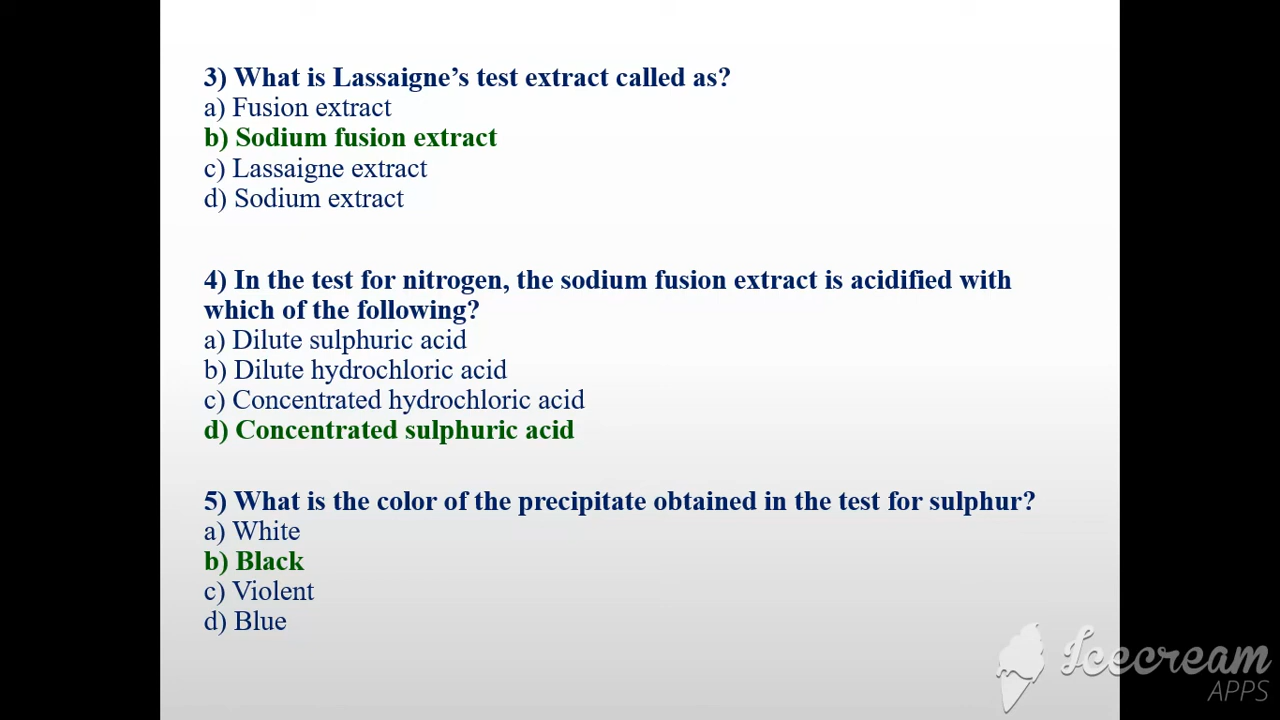 3) What is Lassaigne’s test extract called as?
a) Fusion extract
b) Sodium fusion extract
c) Lassaigne extract
d) Sodium extract
4) In the test for nitrogen, the sodium fusion extract is acidified with
which of the following?
a) Dilute sulphuric acid
b) Dilute hydrochloric acid
c) Concentrated hydrochloric acid
d) Concentrated sulphuric acid
5) What is the color of the precipitate obtained in the test for sulphur?
a) White
b) Black
c) Violent
d) Blue
Icecream
APPS